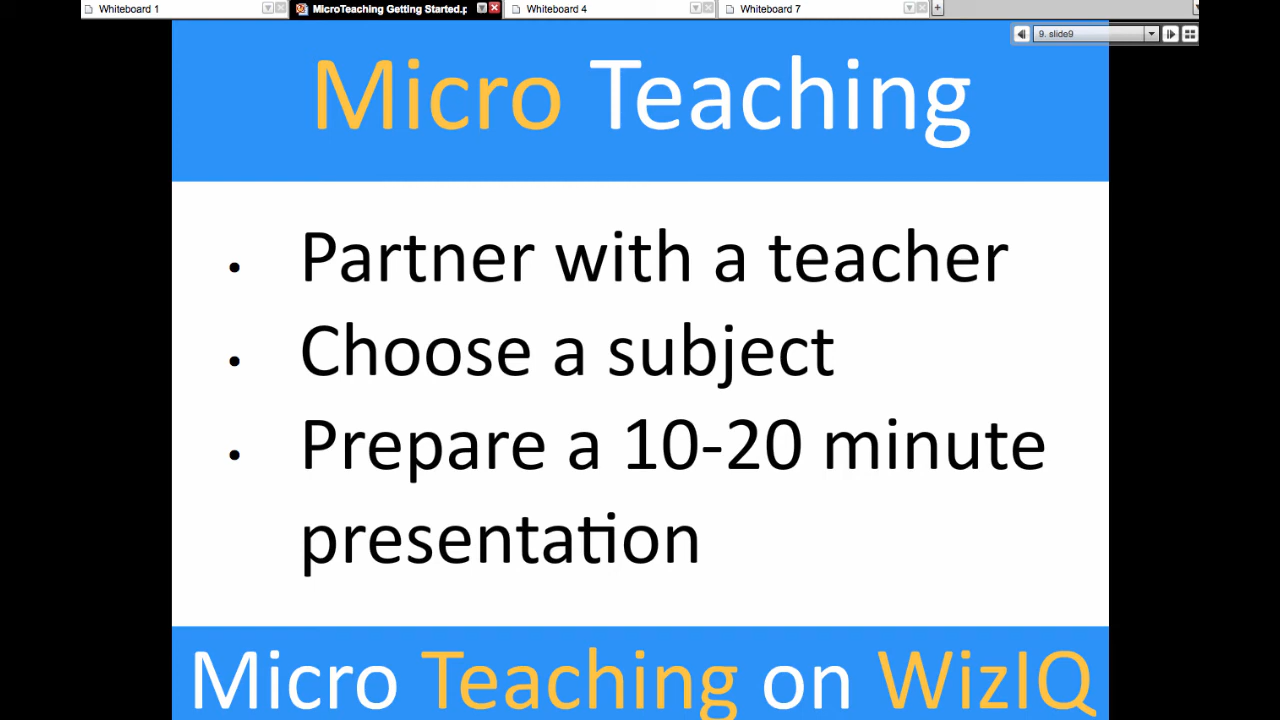 Whiteboard 1
MicroTeaching Getting Started.p
Whiteboard 4
Whiteboard 7
9. slide9
Micro Teaching
• Partner with a teacher
• Choose a subject
• Prepare a 10-20 minute
presentation
Micro Teaching on WizIQ